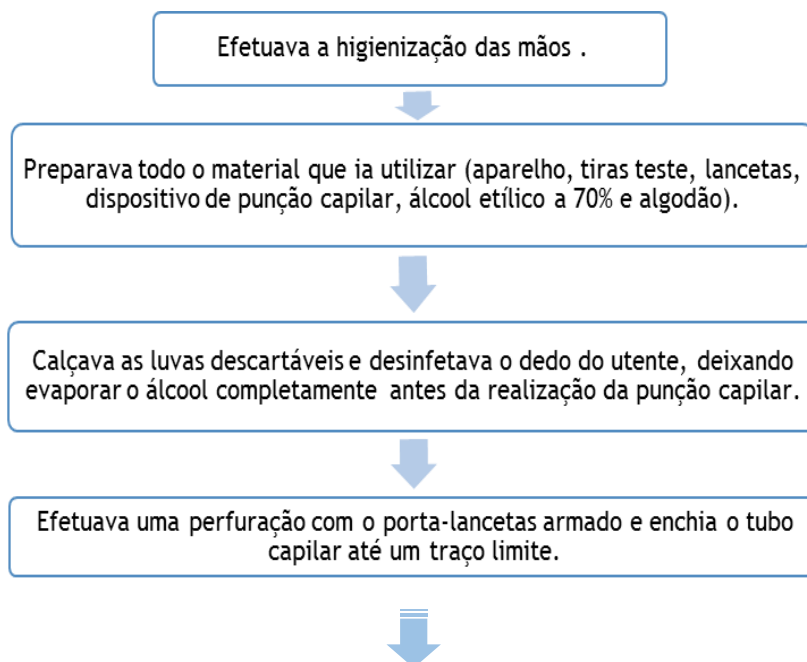 Efetuava a higienização das mãos .
Preparava todo o material que ia utilizar (aparelho, tiras teste, lancetas,
dispositivo de punção capilar, álcool etílico a 70% e algodão).
Calçava as luvas descartáveis e desinfetava o dedo do utente, deixando
evaporar o álcool completamente antes da realização da punção capilar.
Efetuava uma perfuração com o porta-lancetas armado e enchia o tubo
capilar até um traço limite.